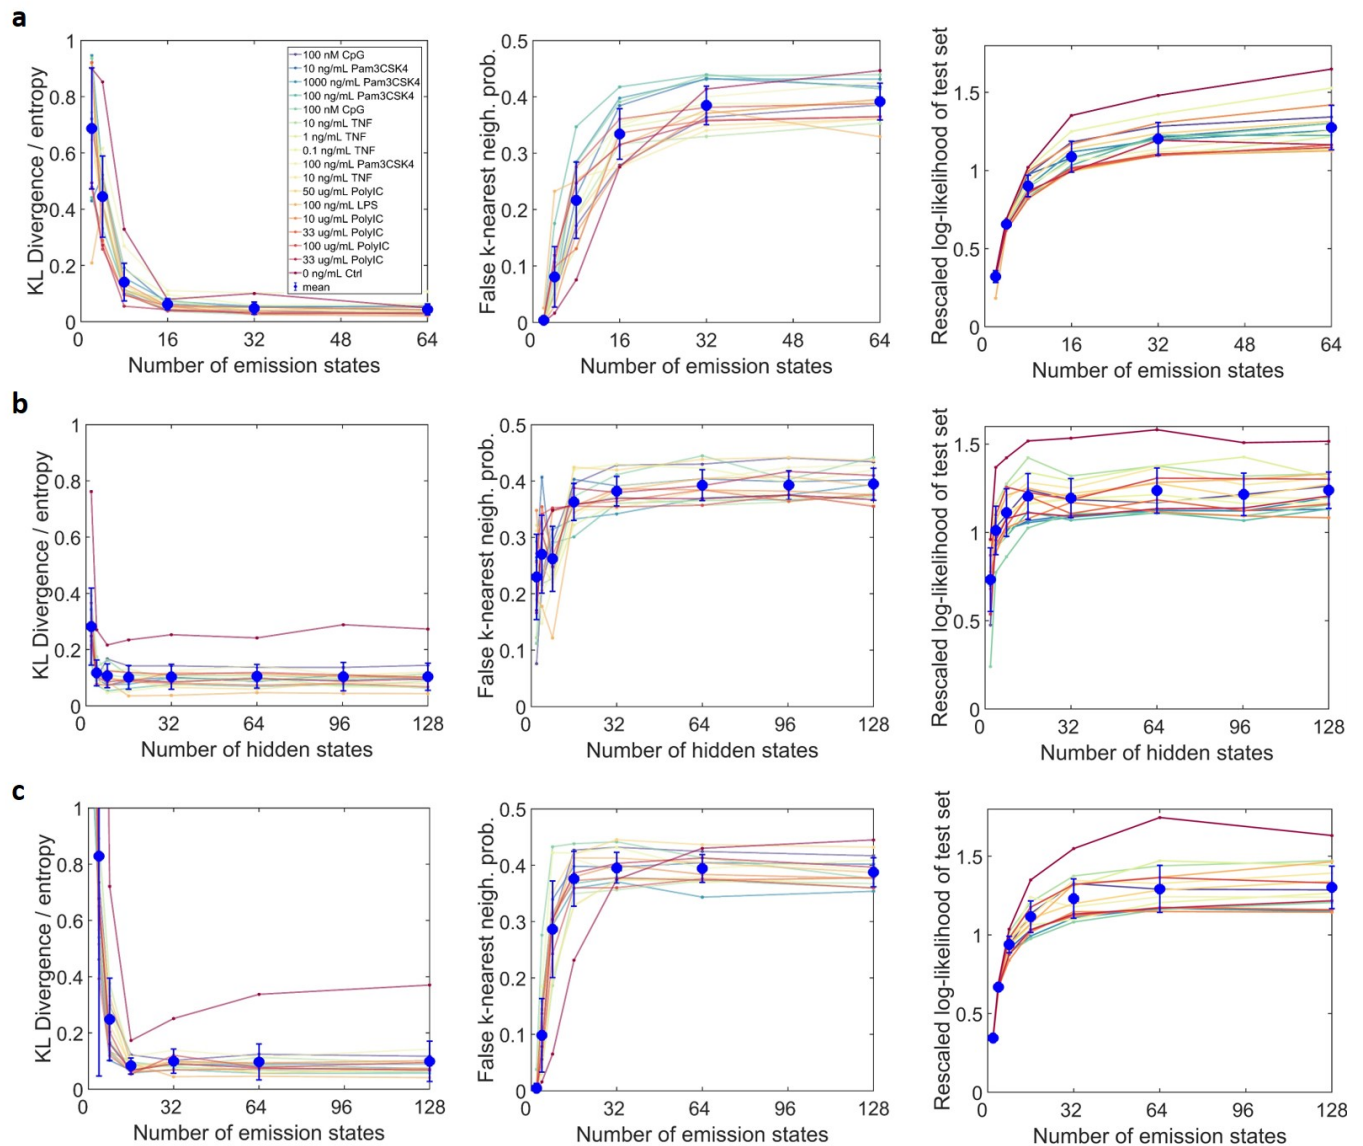 a
KL Divergence / entropy
1
0.8
0.6
0.4
0.2
0
0
16
32
48
64
Number of emission states
100 nM CpG
10 ng/mL Pam3CSK4
1000 ng/mL Pam3CSK4
100 ng/mL Pam3CSK4
100 nM CpG
10 ng/mL TNF
1 ng/mL TNF
0.1 ng/mL TNF
100 ng/mL Pam3CSK4
10 ng/mL TNF
50 ug/mL PolyIC
100 ng/mL LPS
10 ug/mL PolyIC
33 ug/mL PolyIC
100 ug/mL PolyIC
33 ug/mL PolyIC
0 ng/mL Ctrl
mean
False k-nearest neigh. prob.
0.5
0.4
0.3
0.2
0.1
0
0
16
32
48
64
Number of emission states
Rescaled log-likelihood of test set
1.5
1
0.5
0
0
16
32
48
64
Number of emission states
b
KL Divergence / entropy
1
0.8
0.6
0.4
0.2
0
0
32
64
96
128
Number of hidden states
False k-nearest neigh. prob.
0.5
0.4
0.3
0.2
0.1
0
0
32
64
96
128
Number of hidden states
Rescaled log-likelihood of test set
1.5
1
0.5
0
0
32
64
96
128
Number of hidden states
c
KL Divergence / entropy
1
0.8
0.6
0.4
0.2
0
0
32
64
96
128
Number of emission states
False k-nearest neigh. prob.
0.5
0.4
0.3
0.2
0.1
0
0
32
64
96
128
Number of emission states
Rescaled log-likelihood of test set
1.5
1
0.5
0
0
32
64
96
128
Number of emission states